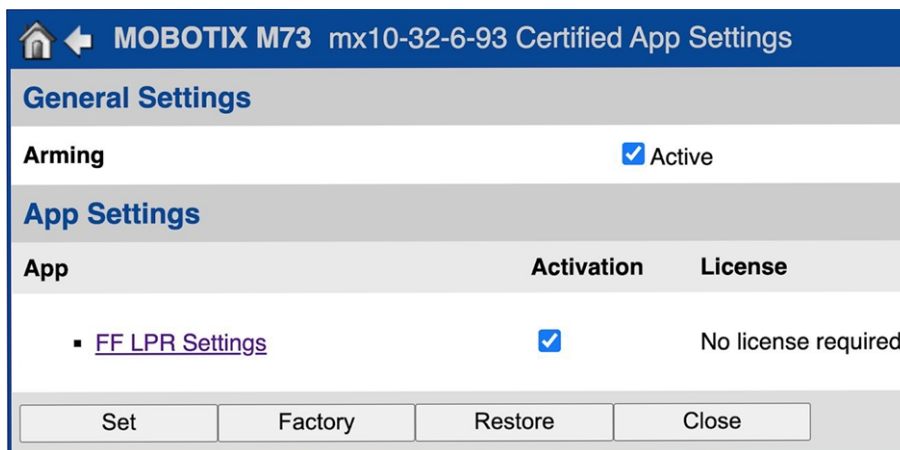 MOBOTIX M73 mx10-32-6-93 Certified App Settings
General Settings
Arming Active
App Settings
App Activation License
FF LPR Settings No license required
Set Factory Restore Close